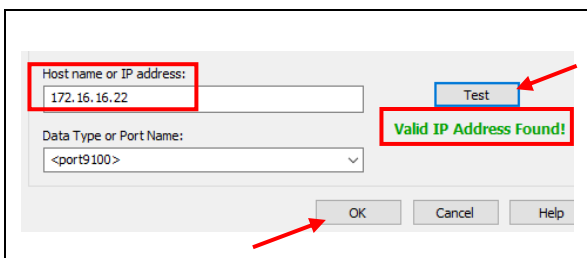 Host name or IP address:
172.16.16.22
Test
Valid IP Address Found!
Data Type or Port Name:
<port9100>
OK Cancel Help